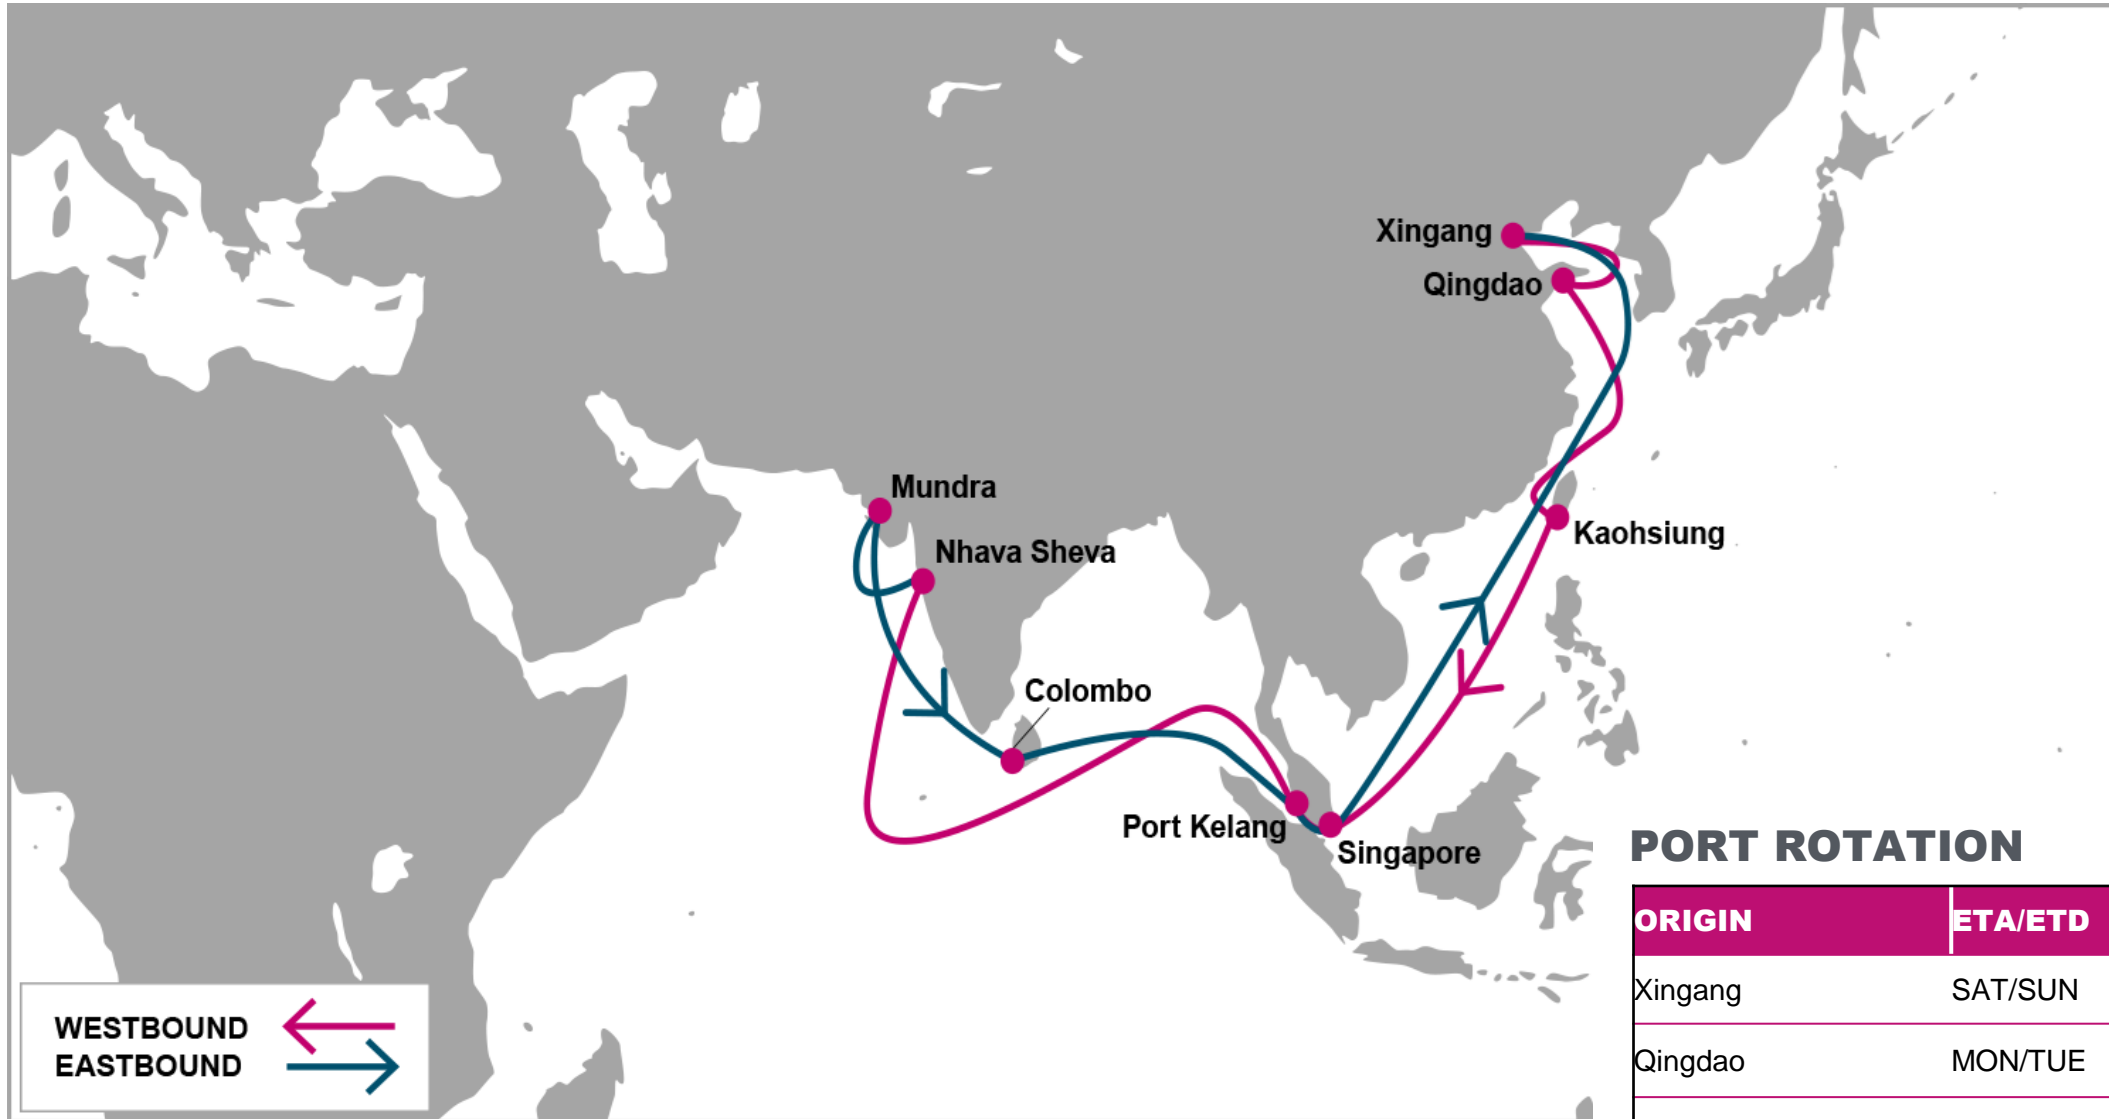 Xingang
Qingdao
Mundra
Nhava Sheva
Kaohsiung
Colombo
Port Kelang
Singapore
PORT ROTATION
ORIGIN ETA/ETD
Xingang SAT/SUN
Qingdao MON/TUE
WESTBOUND
EASTBOUND